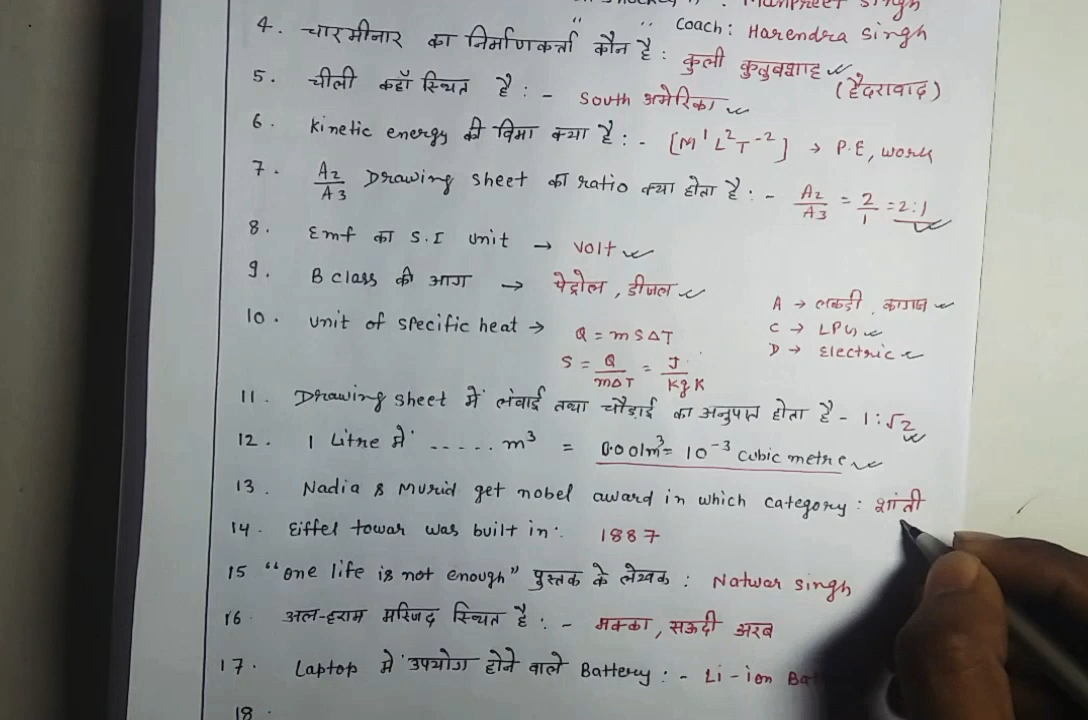 : Manpreet Singh
" " Coach: Harendra Singh
4. चारमीनार का निर्माणकर्त्ता कौन है: कुली कुतुबशाह (हैदरावाद)
5. चीली कहाँ स्थित है: - South अमेरिका
6. Kinetic energy की विमा क्या है: - [M¹L²T⁻²] → P.E, work
7. A2/A3 Drawing sheet का ratio क्या होता है: - A2/A3 = 2/1 = 2:1
8. Emf का S.I unit → Volt
9. B class की आग → पेट्रोल, डीजल
A → लकड़ी, कागज
10. unit of specific heat → Q = mSΔT
C → LPG
S = Q/mΔT = J/kg K
D → Electric
11. Drawing sheet में लंबाई तथा चौड़ाई का अनुपात होता है - 1:√2
12. 1 Litre में ..... m³ = 0.001m³ = 10⁻³ cubic metre
13. Nadia & Murid get nobel award in which category: शांती
14. Eiffel towar was built in: 1887
15 "One life is not enough" पुस्तक के लेखक: Natwar Singh
16. अल-हराम मस्जिद स्थित है: - मक्का, सऊदी अरब
17. Laptop में उपयोग होने वाले Battery: - Li-ion
18.